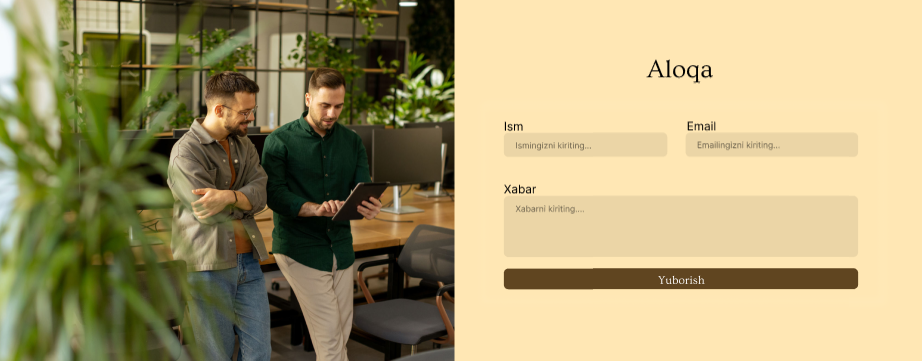 Aloqa
Ism
Email
Ismingizni kiriting...
Emailingizni kiriting...
Xabar
Xabarni kiriting....
Yuborish